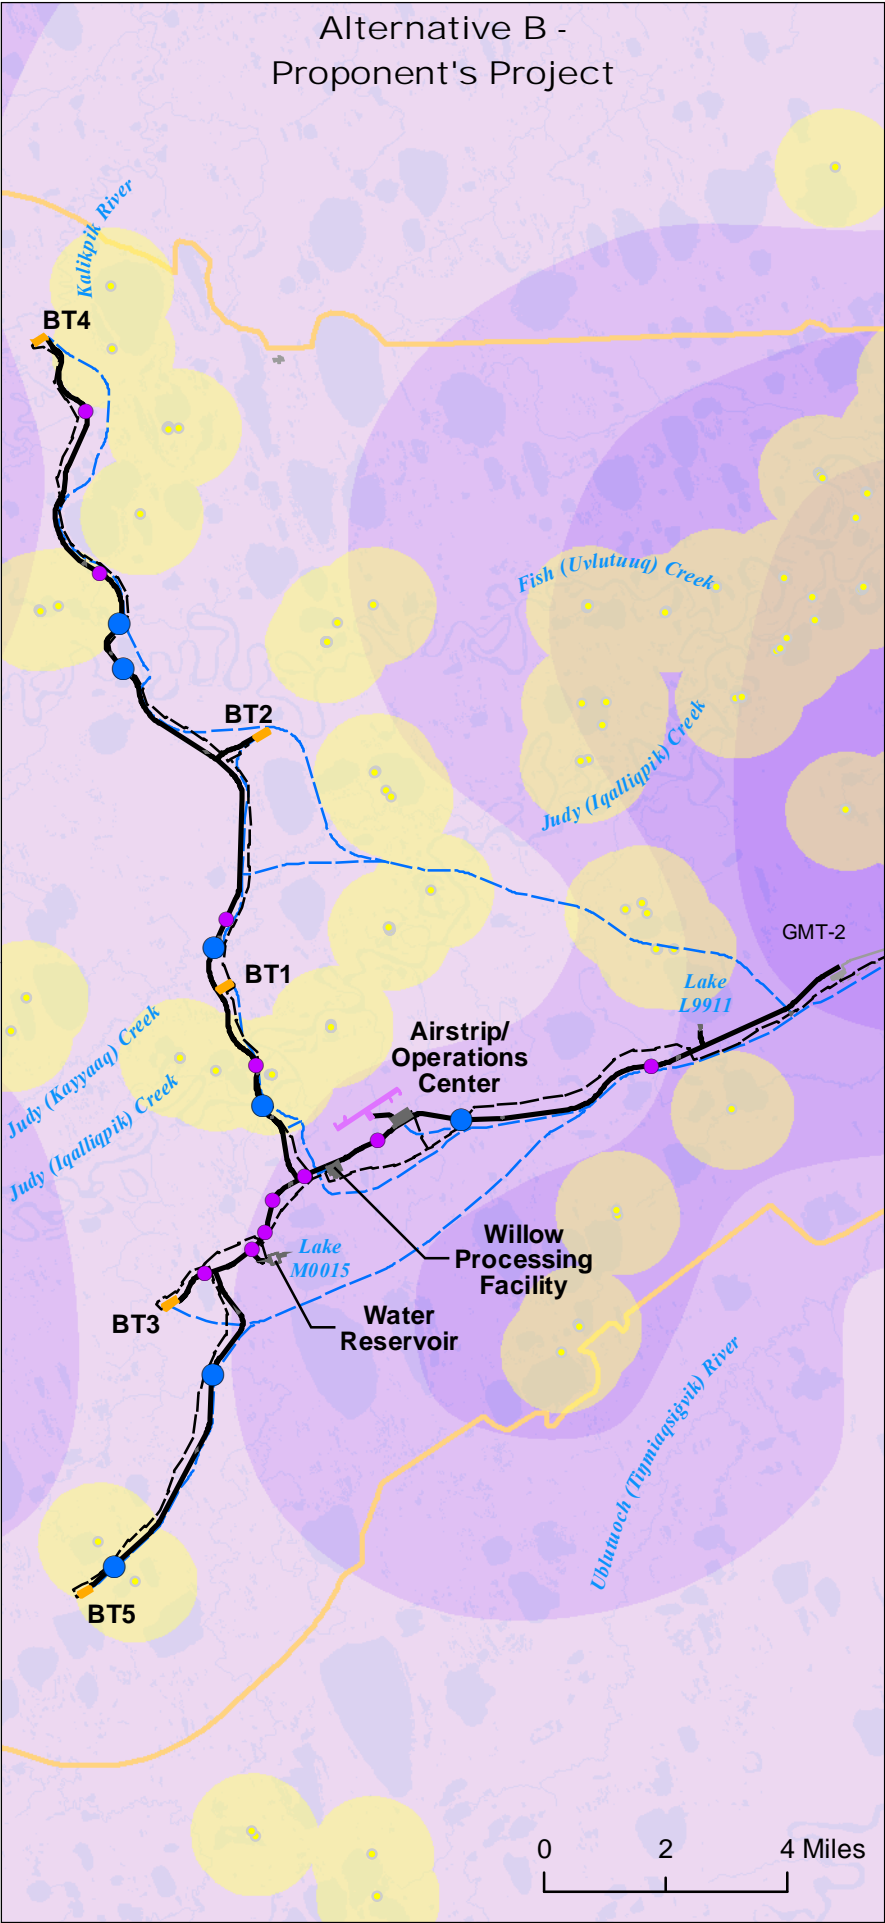 Alternative B -
Proponent's Project
Kalikpik River
BT4
Fish (Uvlutuuq) Creek
BT2
Judy (Iqalliqpik) Creek
GMT-2
BT1
Lake
L9911
Judy (Kayyaaq) Creek
Airstrip/
Operations
Center
Judy (Iqalliqpik) Creek
Willow
Processing
Facility
Lake
M0015
BT3
Water
Reservoir
Ublutuoch (Tiŋmiaqsigvik) River
BT5
0 2 4 Miles